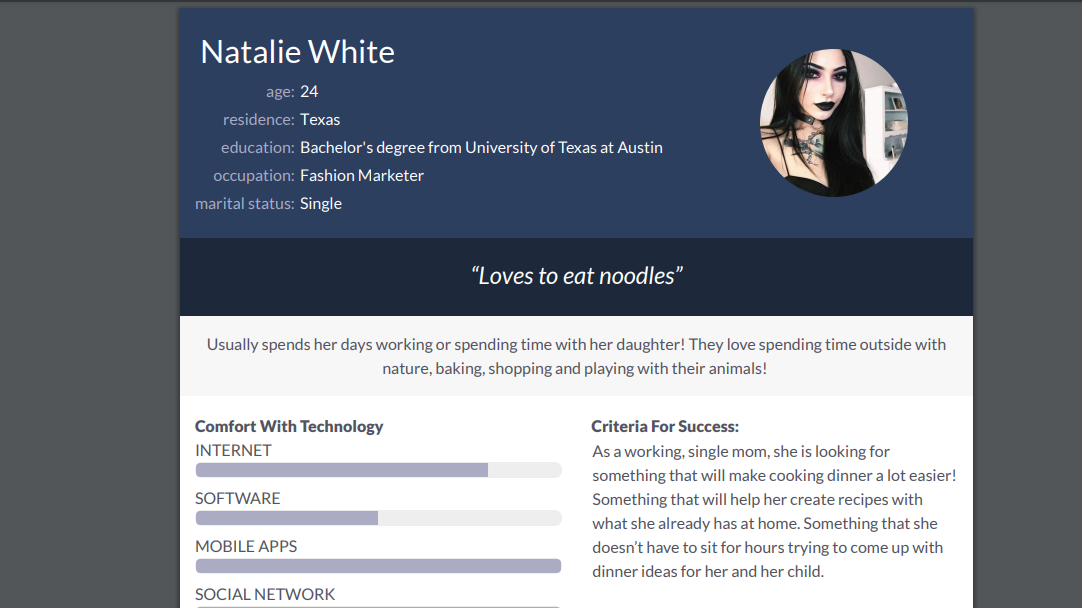 Natalie White
age: 24
residence: Texas
education: Bachelor's degree from University of Texas at Austin
occupation: Fashion Marketer
marital status: Single
“Loves to eat noodles”
Usually spends her days working or spending time with her daughter! They love spending time outside with
nature, baking, shopping and playing with their animals!
Comfort With Technology
INTERNET
SOFTWARE
MOBILE APPS
SOCIAL NETWORK
Criteria For Success:
As a working, single mom, she is looking for
something that will make cooking dinner a lot easier!
Something that will help her create recipes with
what she already has at home. Something that she
doesn’t have to sit for hours trying to come up with
dinner ideas for her and her child.